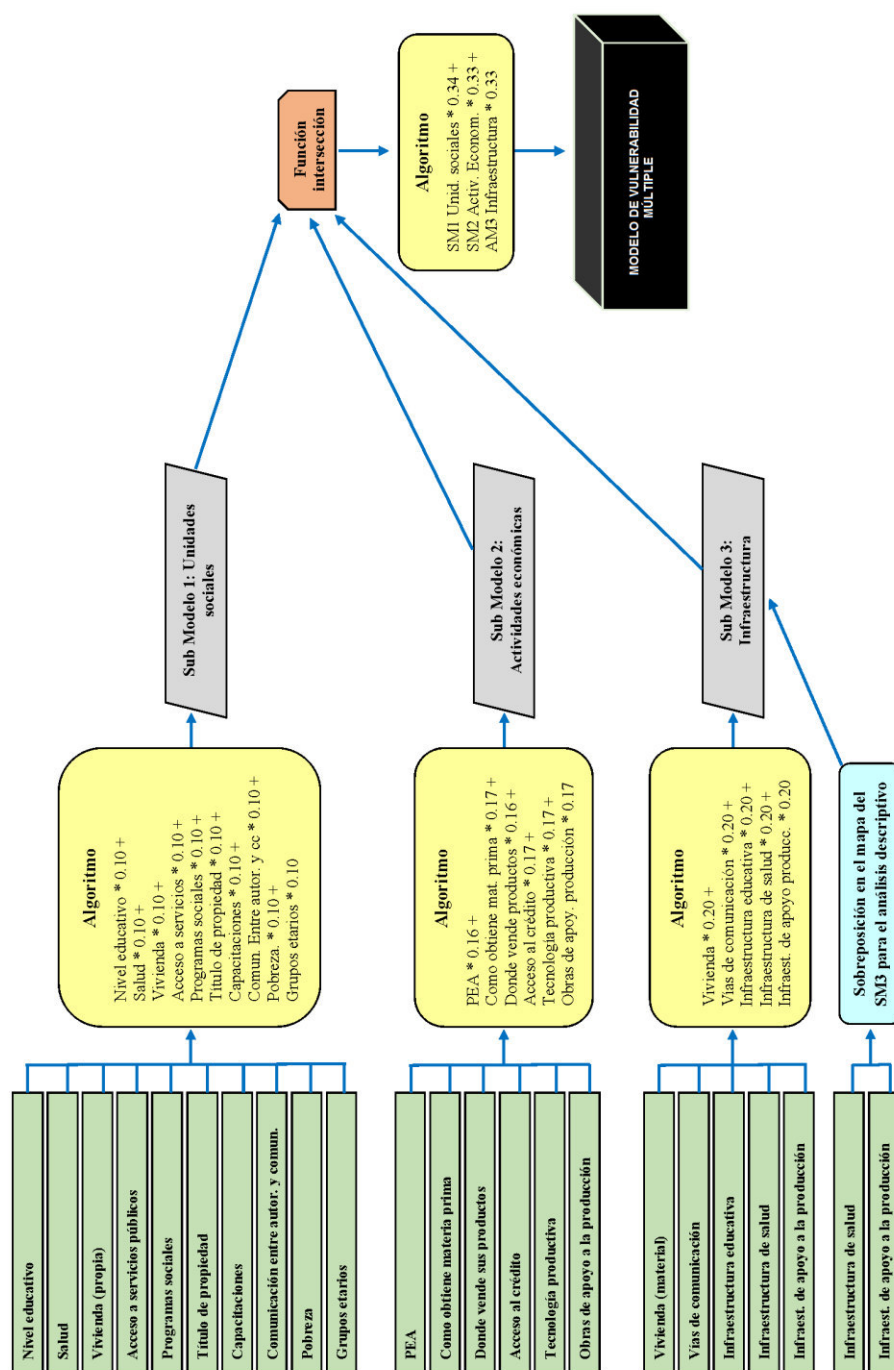 Nivel educativo
Salud
Vivienda (propia)
Acceso a servicios públicos
Programas sociales
Título de propiedad
Capacitaciones
Comunicación entre autor. y comun.
Pobreza
Grupos etarios
Algoritmo
Nivel educativo * 0.10 +
Salud * 0.10 +
Vivienda * 0.10 +
Acceso a servicios * 0.10 +
Programas sociales * 0.10 +
Título de propiedad * 0.10 +
Capacitaciones * 0.10 +
Comun. Entre autor. y cc * 0.10 +
Pobreza. * 0.10 +
Grupos etarios * 0.10
Sub Modelo 1: Unidades
sociales
PEA
Como obtiene materia prima
Donde vende sus productos
Acceso al crédito
Tecnología productiva
Obras de apoyo a la producción
Algoritmo
PEA * 0.16 +
Como obtiene mat. prima * 0.17 +
Donde vende productos * 0.16 +
Acceso al crédito * 0.17 +
Tecnología productiva * 0.17 +
Obras de apoy. producción * 0.17
Sub Modelo 2:
Actividades económicas
Vivienda (material)
Vías de comunicación
Infraestructura educativa
Infraestructura de salud
Infraest. de apoyo a la producción
Algoritmo
Vivienda * 0.20 +
Vías de comunicación * 0.20 +
Infraestructura educativa * 0.20 +
Infraestructura de salud * 0.20 +
Infraest. de apoyo producc. * 0.20
Sub Modelo 3:
Infraestructura
Infraestructura de salud
Infraest. de apoyo a la producción
Sobreposición en el mapa del
SM3 para el análisis descriptivo
Función
intersección
Algoritmo
SM1 Unid. sociales * 0.34 +
SM2 Activ. Econom. * 0.33 +
AM3 Infraestructura * 0.33
MODELO DE VULNERABILIDAD
MÚLTIPLE